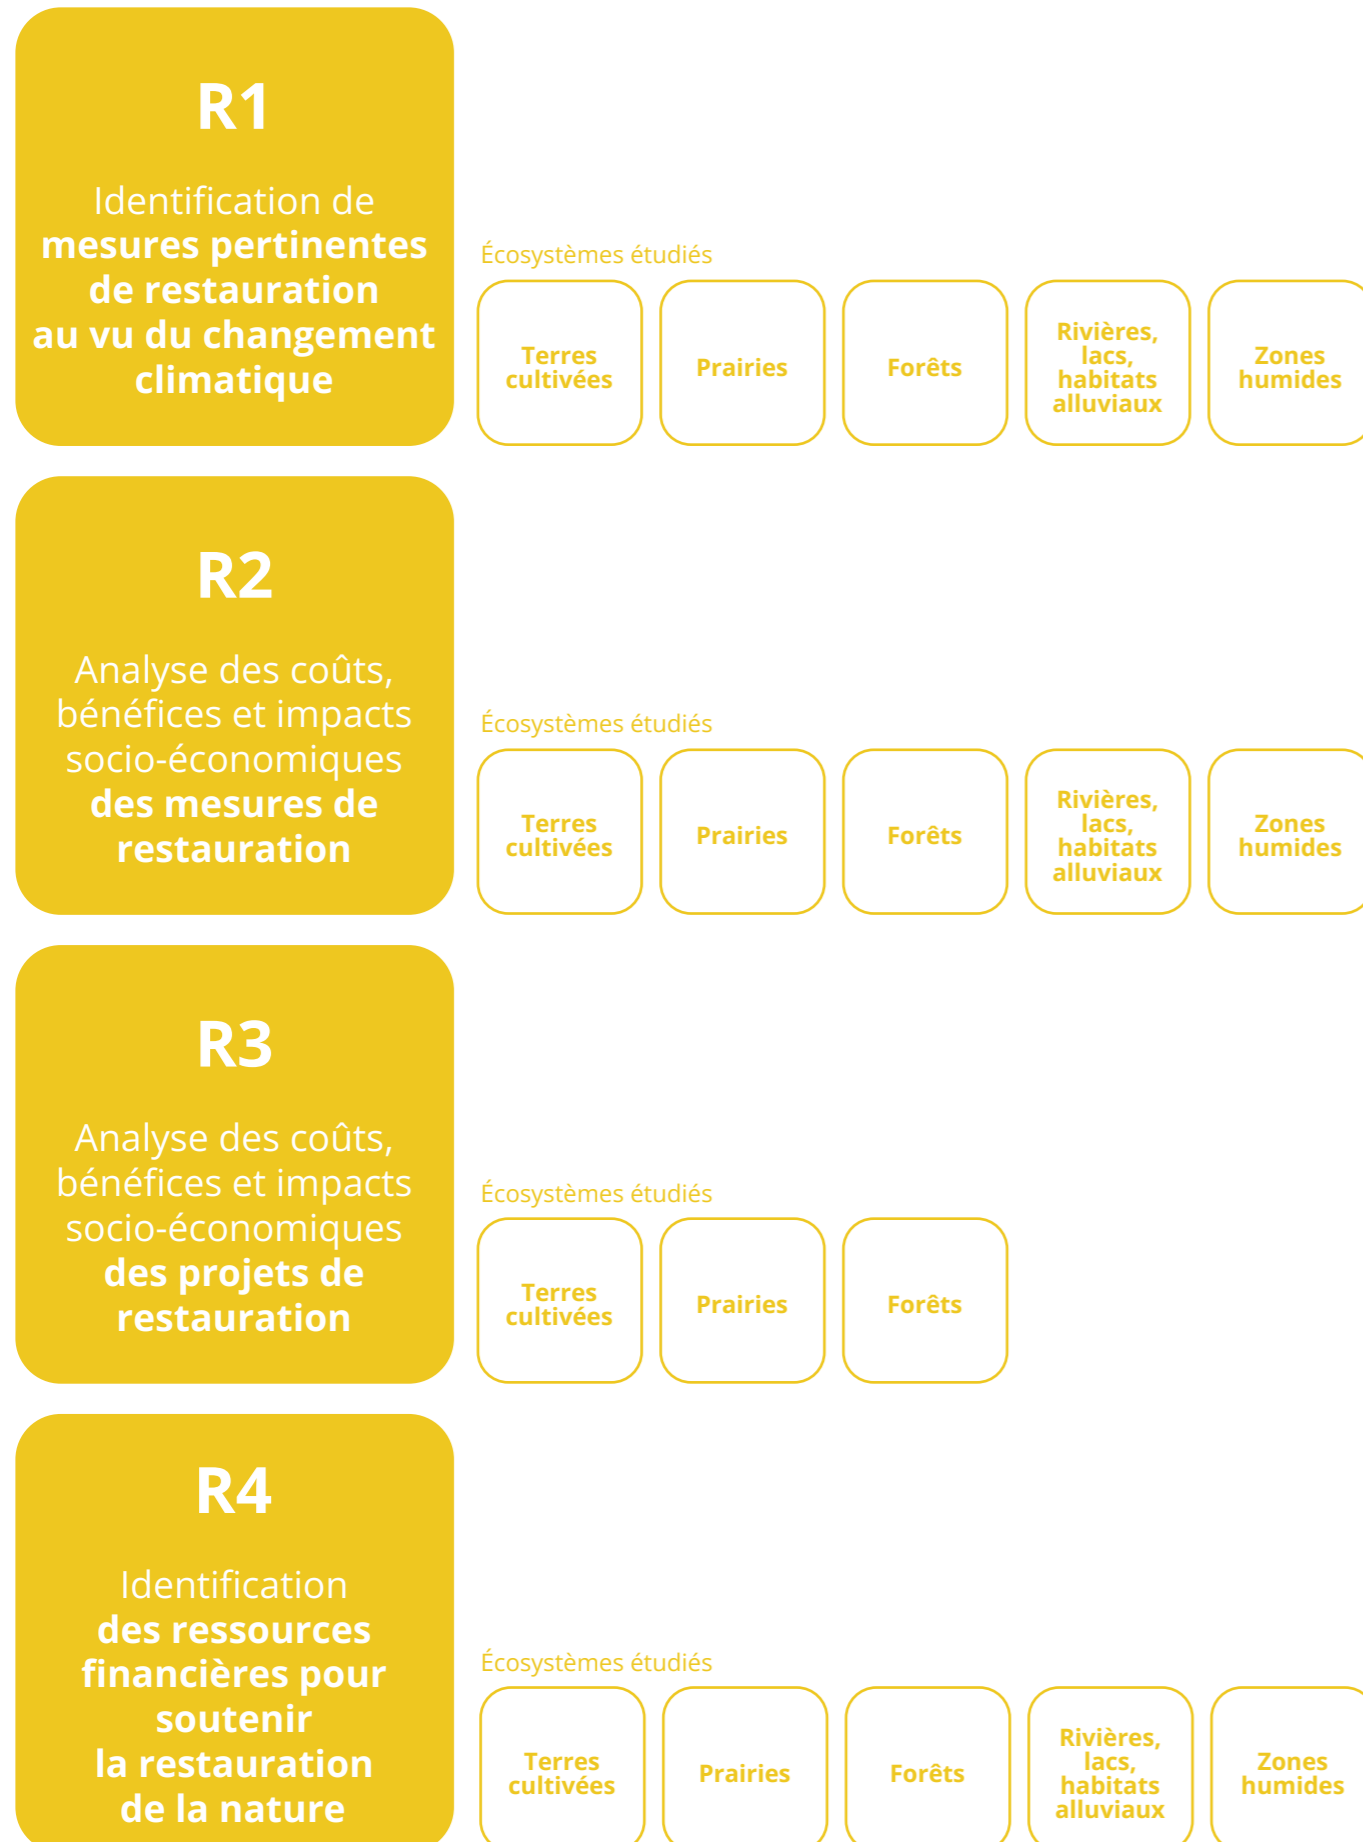 R1
Identification de
mesures pertinentes
de restauration
au vu du changement
climatique
Écosystèmes étudiés
Terres
cultivées
Prairies
Forêts
Rivières,
lacs,
habitats
alluviaux
Zones
humides
R2
Analyse des coûts,
bénéfices et impacts
socio-économiques
des mesures de
restauration
Écosystèmes étudiés
Terres
cultivées
Prairies
Forêts
Rivières,
lacs,
habitats
alluviaux
Zones
humides
R3
Analyse des coûts,
bénéfices et impacts
socio-économiques
des projets de
restauration
Écosystèmes étudiés
Terres
cultivées
Prairies
Forêts
R4
Identification
des ressources
financières pour
soutenir
la restauration
de la nature
Écosystèmes étudiés
Terres
cultivées
Prairies
Forêts
Rivières,
lacs,
habitats
alluviaux
Zones
humides